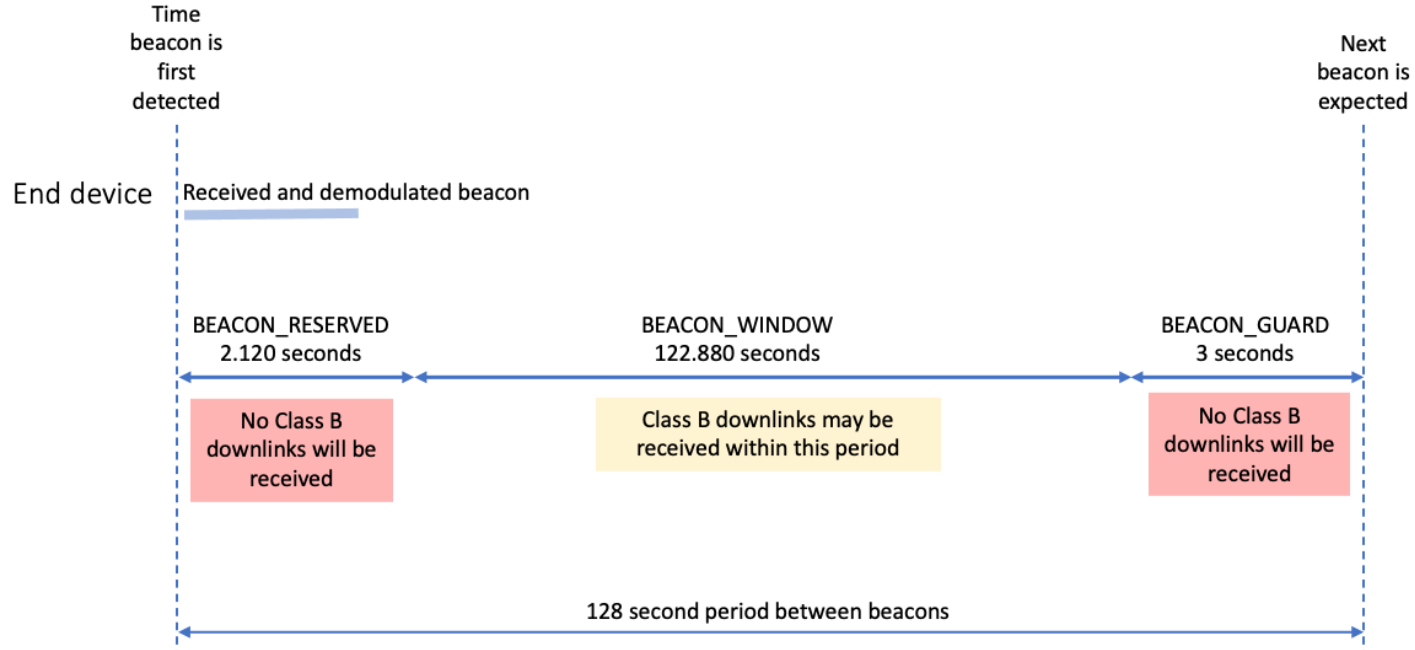 Time
beacon is
first
detected
Next
beacon is
expected
End device
Received and demodulated beacon
BEACON_RESERVED
2.120 seconds
BEACON_WINDOW
122.880 seconds
BEACON_GUARD
3 seconds
No Class B
downlinks will be
received
Class B downlinks may be
received within this period
No Class B
downlinks will be
received
128 second period between beacons